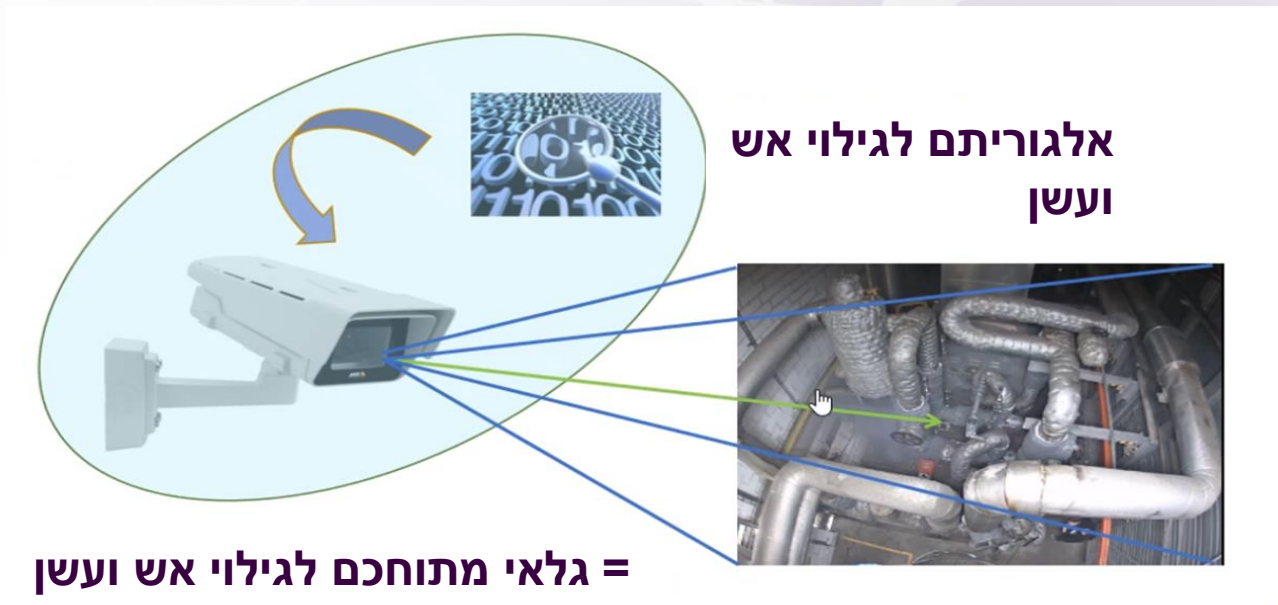 אלגוריתם לגילוי אש
ועשן
= גלאי מתוחכם לגילוי אש ועשן